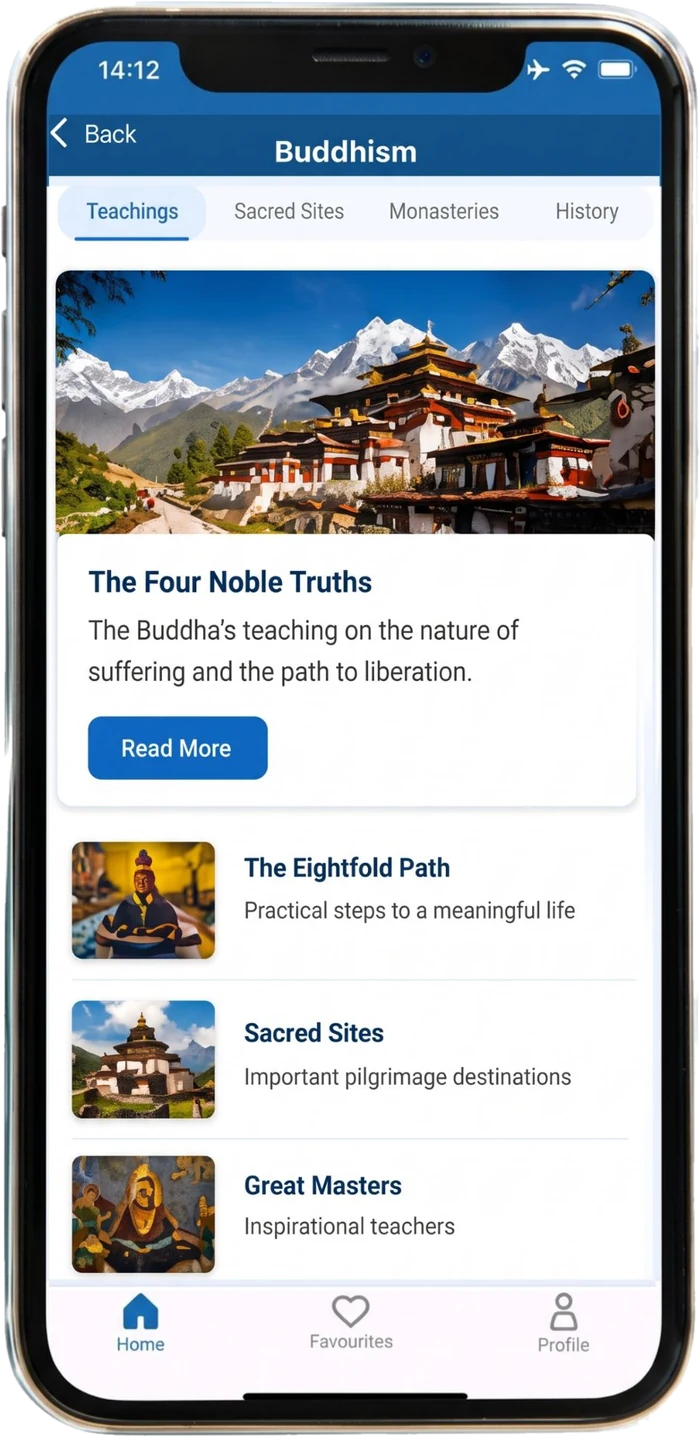 14:12
Back
Buddhism
Teachings Sacred Sites Monasteries History
The Four Noble Truths
The Buddha's teaching on the nature of
suffering and the path to liberation.
Read More
The Eightfold Path
Practical steps to a meaningful life
Sacred Sites
Important pilgrimage destinations
Great Masters
Inspirational teachers
Home Favourites Profile